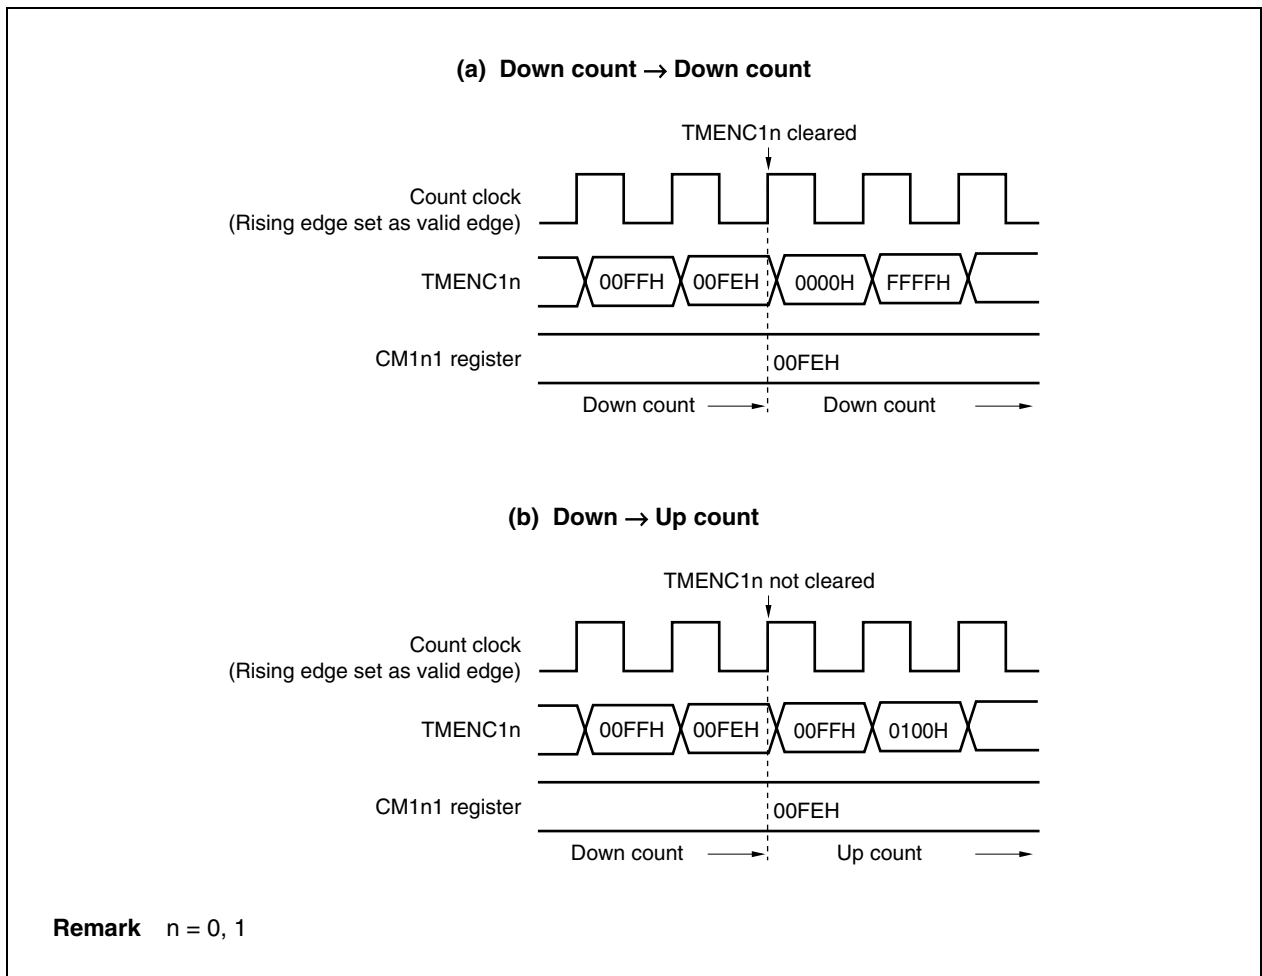 (a) Down count → Down count
TMENC1n cleared
Count clock
(Rising edge set as valid edge)
TMENC1n
00FFH 00FEH 0000H FFFFH
CM1n1 register
00FEH
Down count Down count
(b) Down → Up count
TMENC1n not cleared
Count clock
(Rising edge set as valid edge)
TMENC1n
00FFH 00FEH 00FFH 0100H
CM1n1 register
00FEH
Down count Up count
Remark n = 0, 1